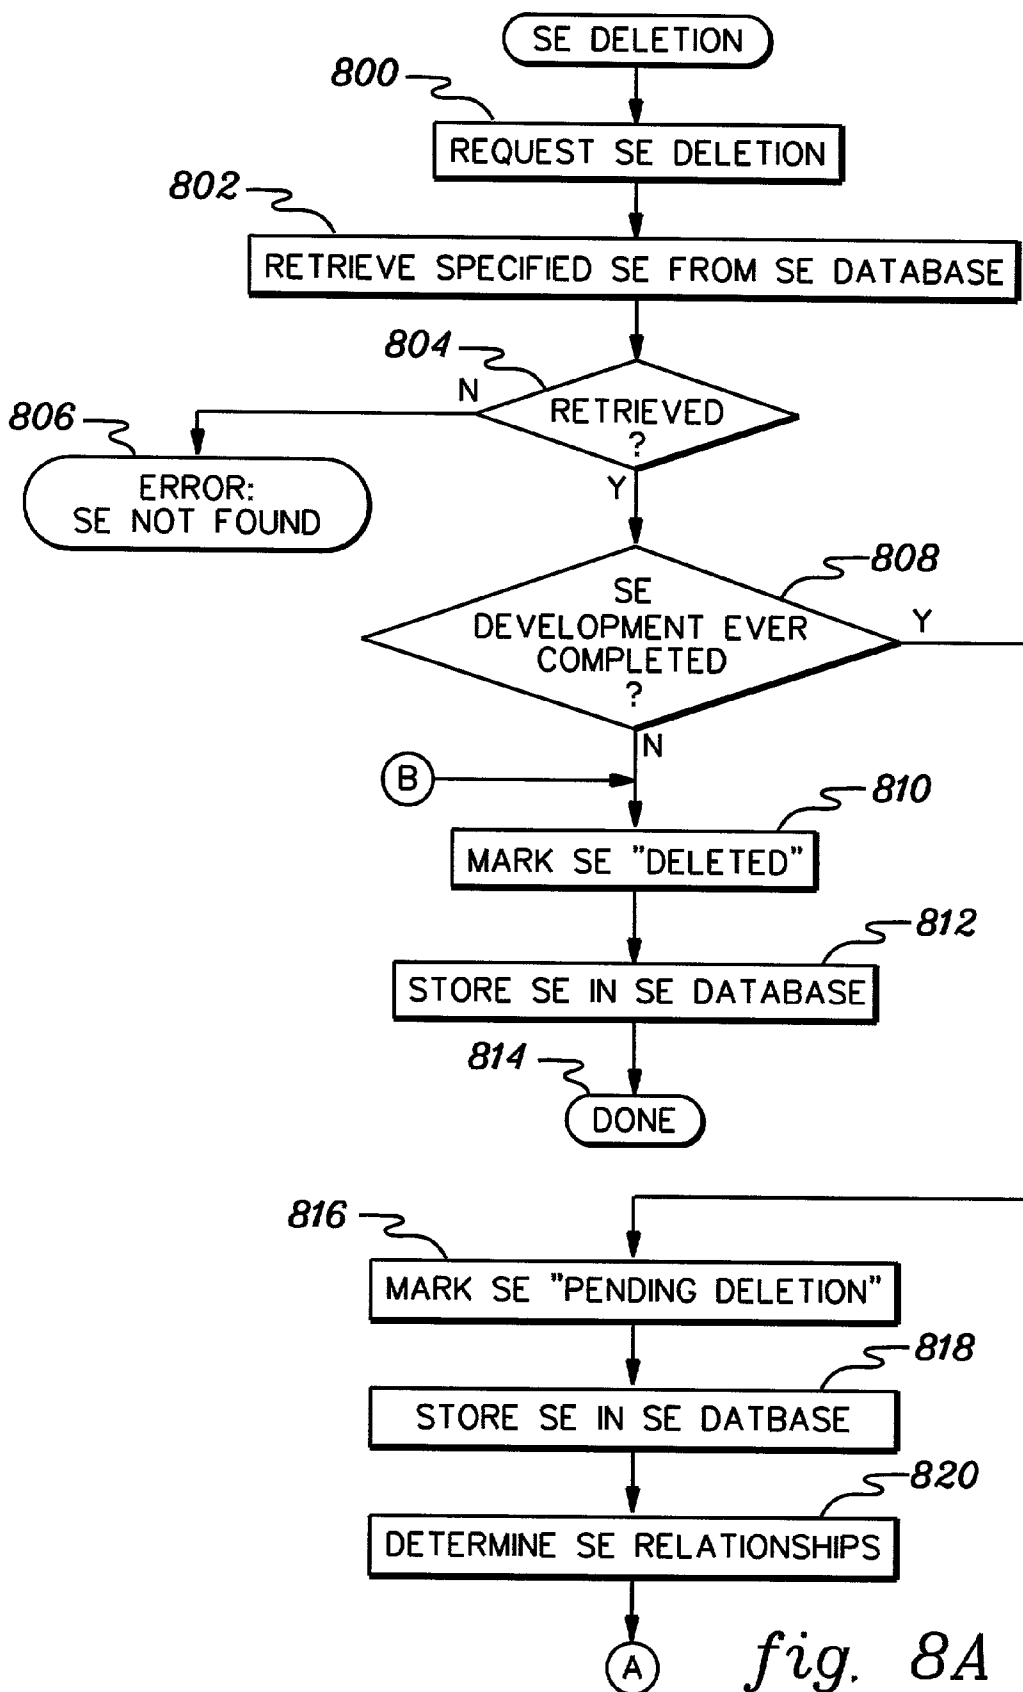 SE DELETION
800
REQUEST SE DELETION
802
RETRIEVE SPECIFIED SE FROM SE DATABASE
804
N
RETRIEVED
?
806
Y
ERROR:
SE NOT FOUND
808
SE
DEVELOPMENT EVER
COMPLETED
?
Y
N
B
810
MARK SE "DELETED"
812
STORE SE IN SE DATABASE
814
DONE
816
MARK SE "PENDING DELETION"
818
STORE SE IN SE DATBASE
820
DETERMINE SE RELATIONSHIPS
A
fig. 8A